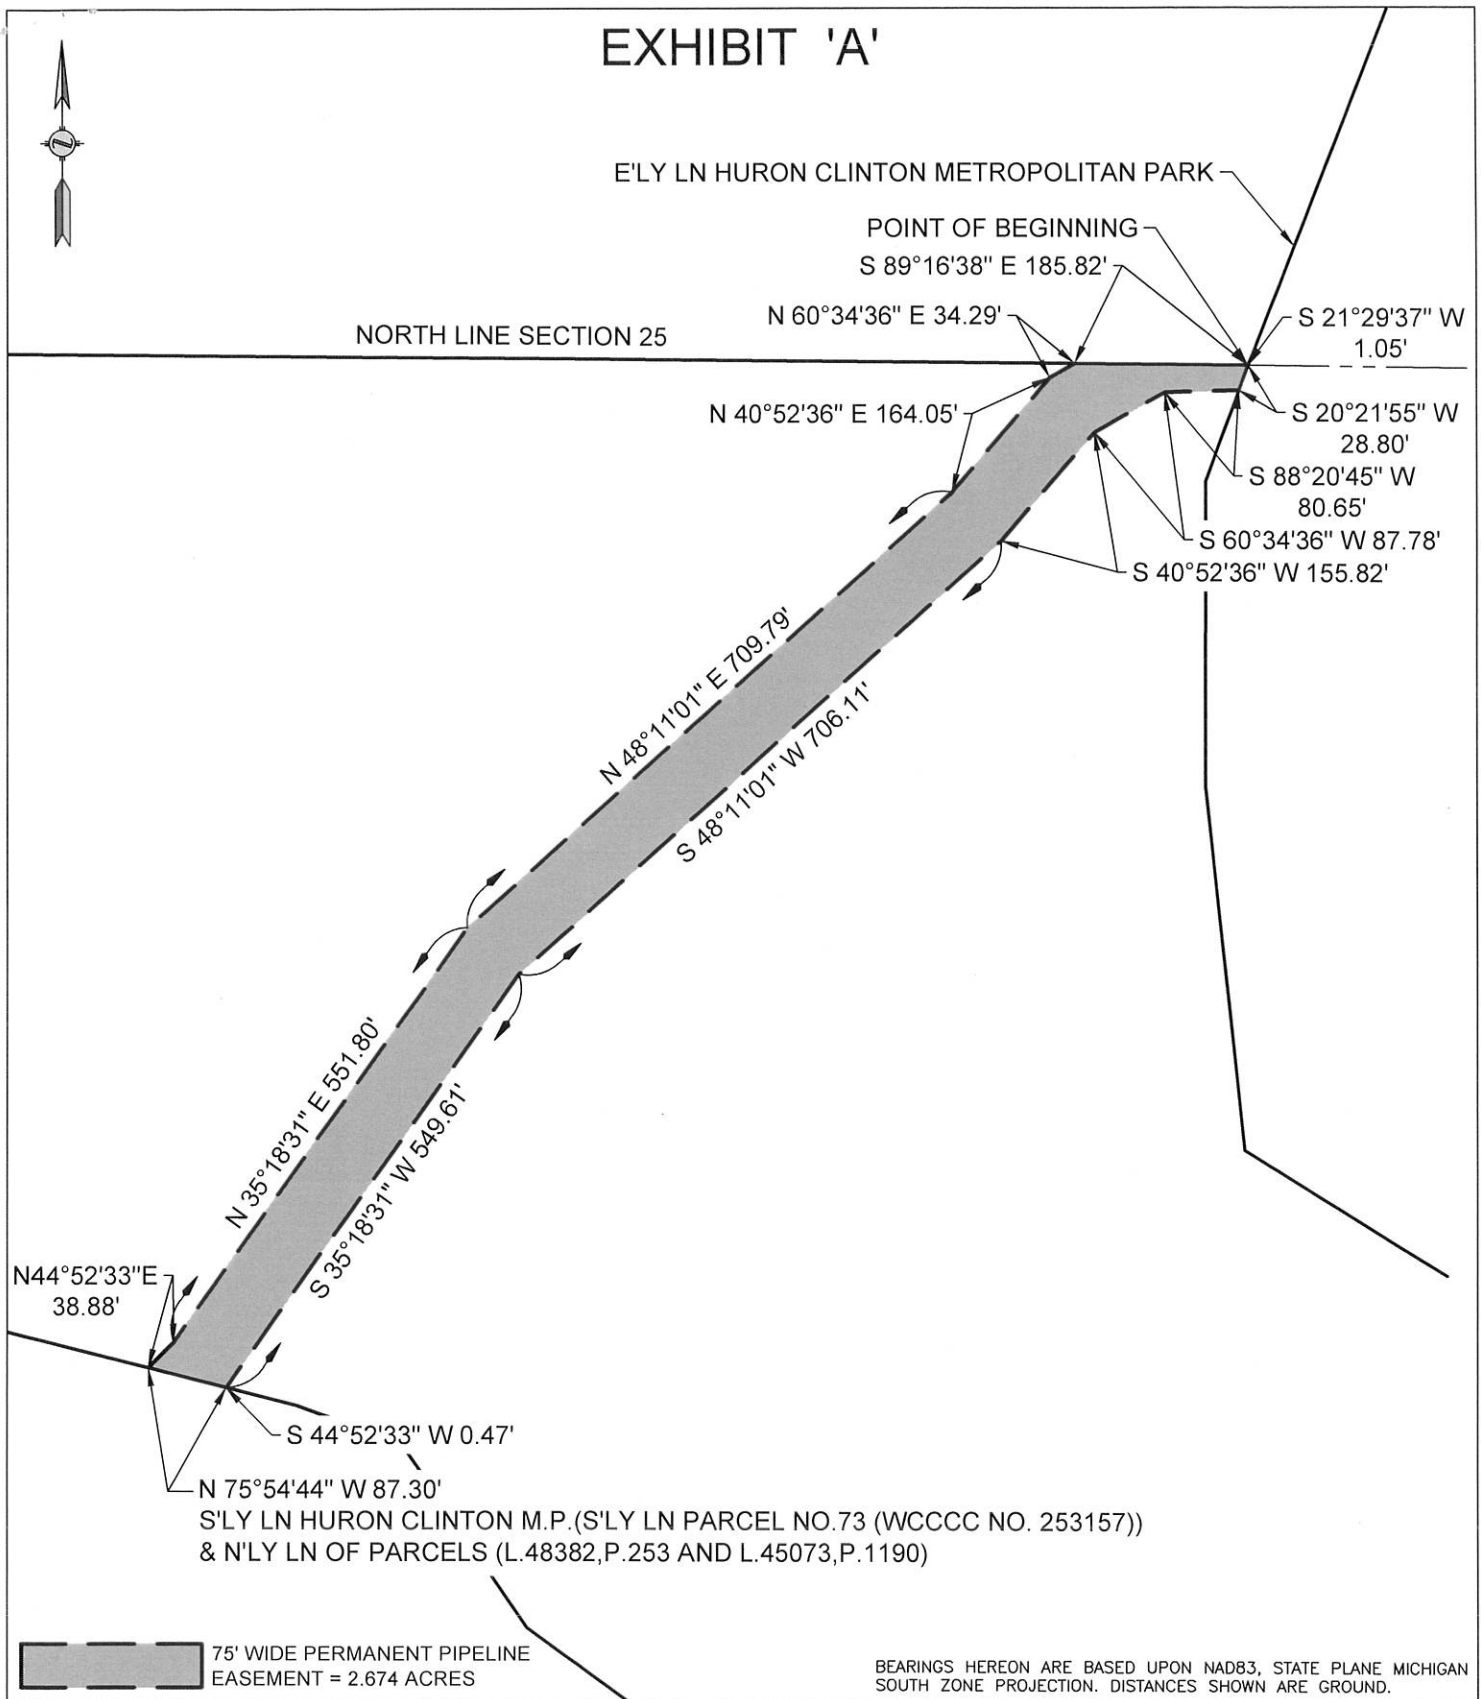 EXHIBIT 'A'
E'LY LN HURON CLINTON METROPOLITAN PARK
POINT OF BEGINNING
S 89°16'38" E 185.82'
N 60°34'36" E 34.29'
S 21°29'37" W
1.05'
NORTH LINE SECTION 25
N 40°52'36" E 164.05'
S 20°21'55" W
28.80'
S 88°20'45" W
80.65'
S 60°34'36" W 87.78'
S 40°52'36" W 155.82'
N 48°11'01" E 709.79'
S 48°11'01" W 706.11'
N 35°18'31" E 551.80'
S 35°18'31" W 549.61'
N44°52'33"E
38.88'
S 44°52'33" W 0.47'
N 75°54'44" W 87.30'
S'LY LN HURON CLINTON M.P.(S'LY LN PARCEL NO.73 (WCCCC NO. 253157))
& N'LY LN OF PARCELS (L.48382,P.253 AND L.45073,P.1190)
75' WIDE PERMANENT PIPELINE
EASEMENT = 2.674 ACRES
BEARINGS HEREON ARE BASED UPON NAD83, STATE PLANE MICHIGAN
SOUTH ZONE PROJECTION. DISTANCES SHOWN ARE GROUND.